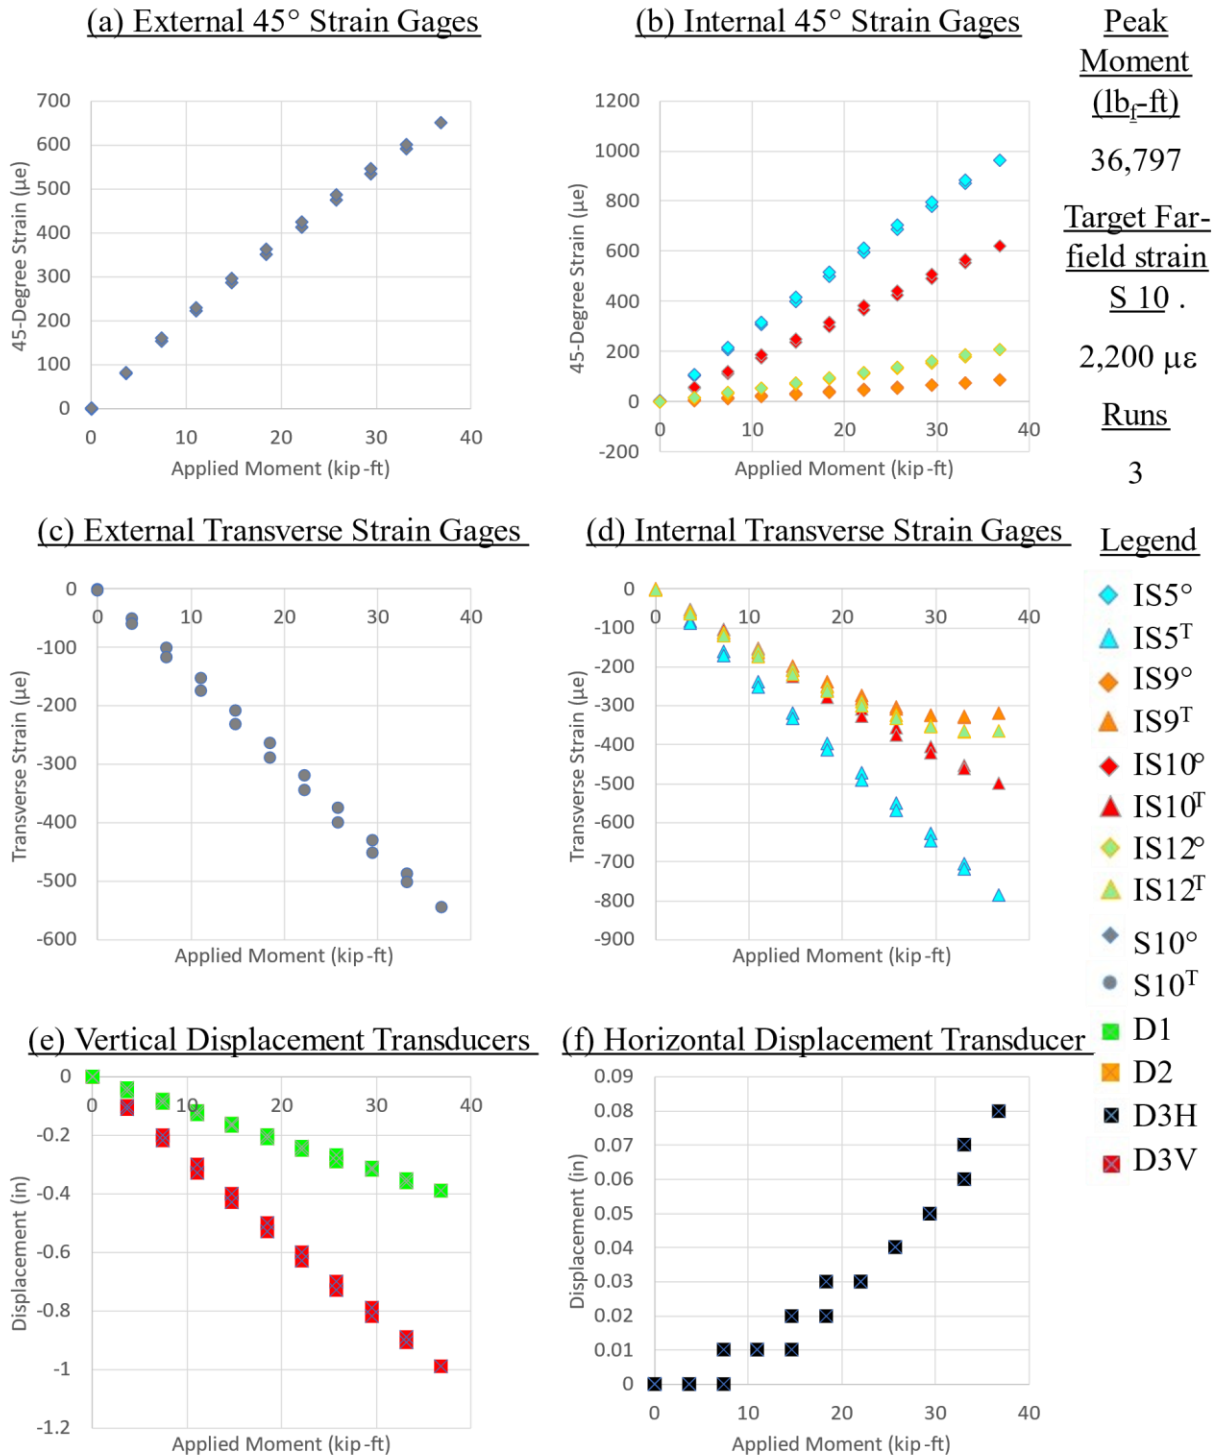 (a) External 45° Strain Gages
700
600
500
400
300
200
100
0
0 10 20 30 40
45-Degree Strain (µe)
Applied Moment (kip-ft)
(b) Internal 45° Strain Gages
1200
1000
800
600
400
200
0
-200
0 10 20 30 40
45-Degree Strain (µe)
Applied Moment (kip-ft)
Peak
Moment
(lbf-ft)
36,797
Target Far-
field strain
S 10 .
2,200 µε
Runs
3
(c) External Transverse Strain Gages
0
-100
-200
-300
-400
-500
-600
0 10 20 30 40
Transverse Strain (µe)
Applied Moment (kip-ft)
(d) Internal Transverse Strain Gages
0
-100
-200
-300
-400
-500
-600
-700
-800
-900
0 10 20 30 40
Transverse Strain (µe)
Applied Moment (kip-ft)
Legend
IS5°
IS5T
IS9°
IS9T
IS10°
IS10T
IS12°
IS12T
S10°
S10T
D1
D2
D3H
D3V
(e) Vertical Displacement Transducers
0
-0.2
-0.4
-0.6
-0.8
-1
-1.2
0 10 20 30 40
Displacement (in)
Applied Moment (kip-ft)
(f) Horizontal Displacement Transducer
0.09
0.08
0.07
0.06
0.05
0.04
0.03
0.02
0.01
0
0 10 20 30 40
Displacement (in)
Applied Moment (kip-ft)